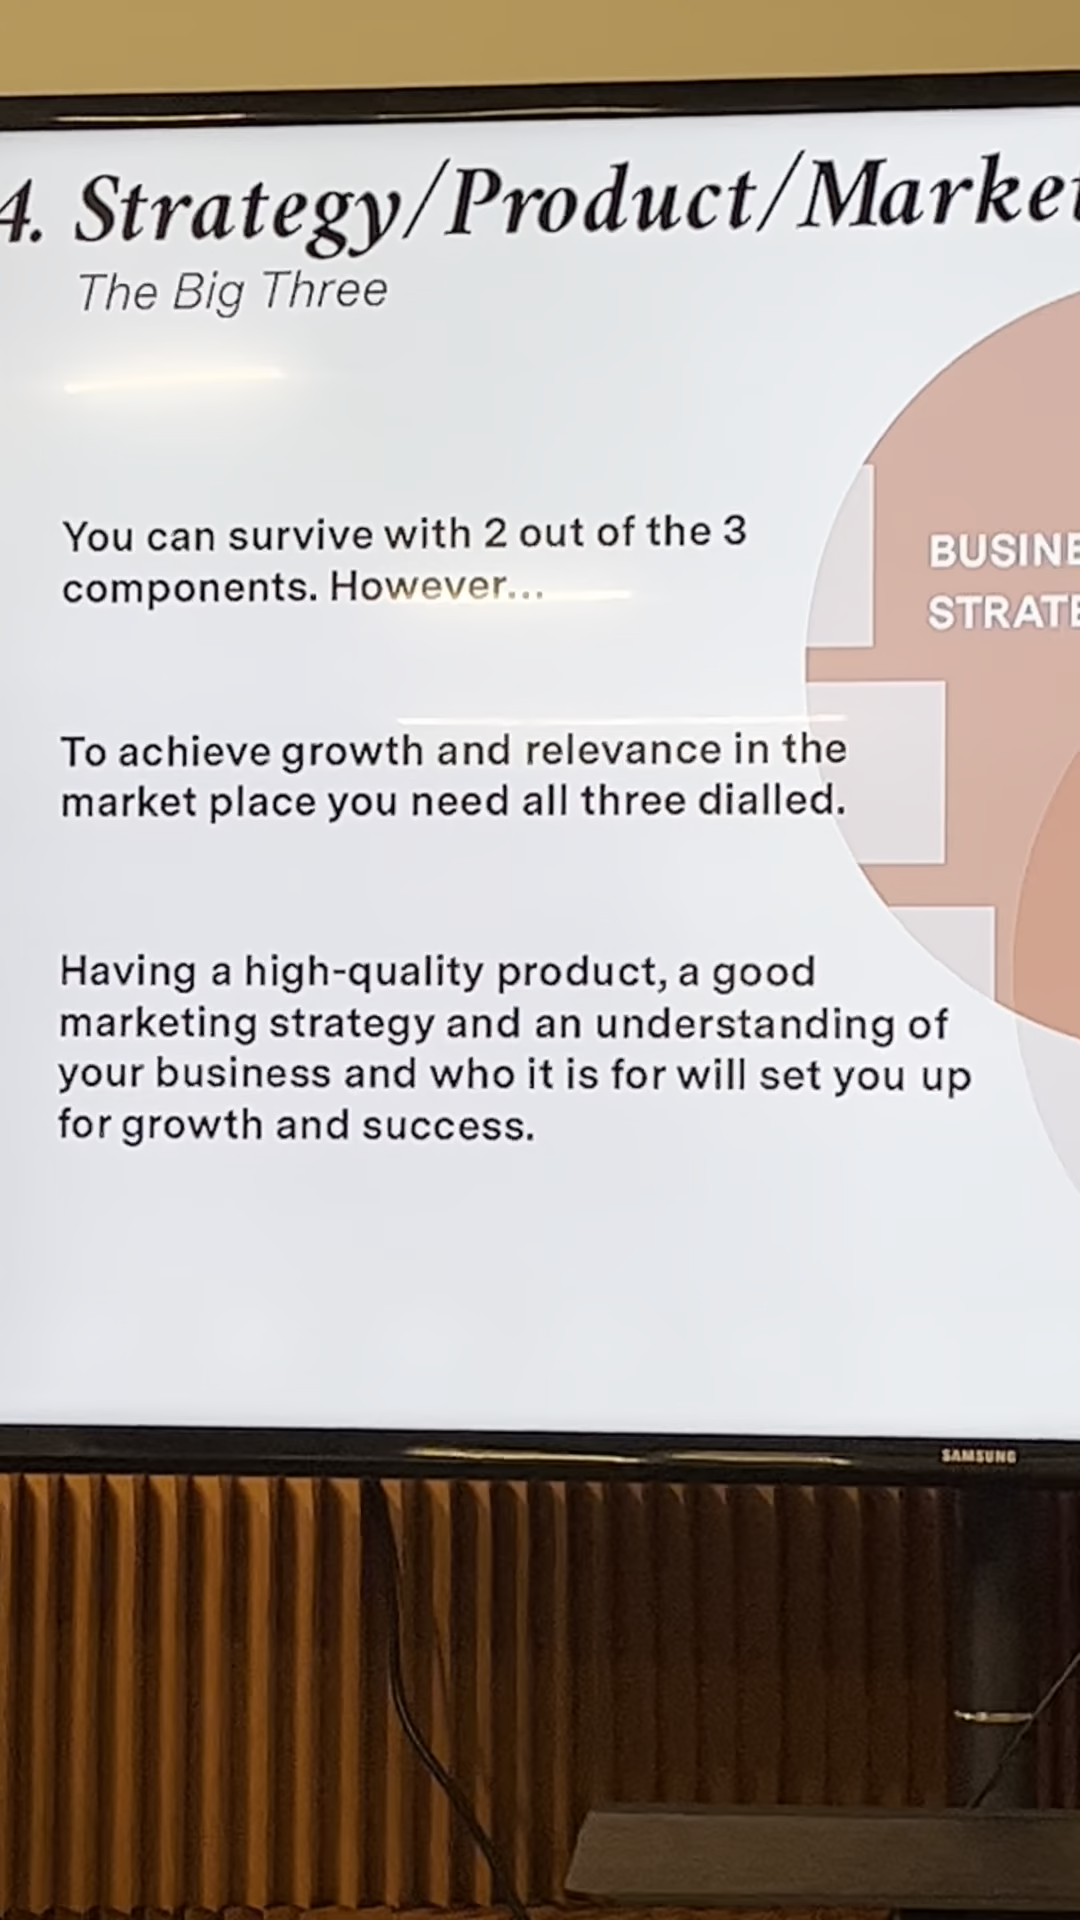 4. Strategy/Product/Market
The Big Three
You can survive with 2 out of the 3
components. However...
BUSINE
STRATE
To achieve growth and relevance in the
market place you need all three dialled.
Having a high-quality product, a good
marketing strategy and an understanding of
your business and who it is for will set you up
for growth and success.
SAMSUNG